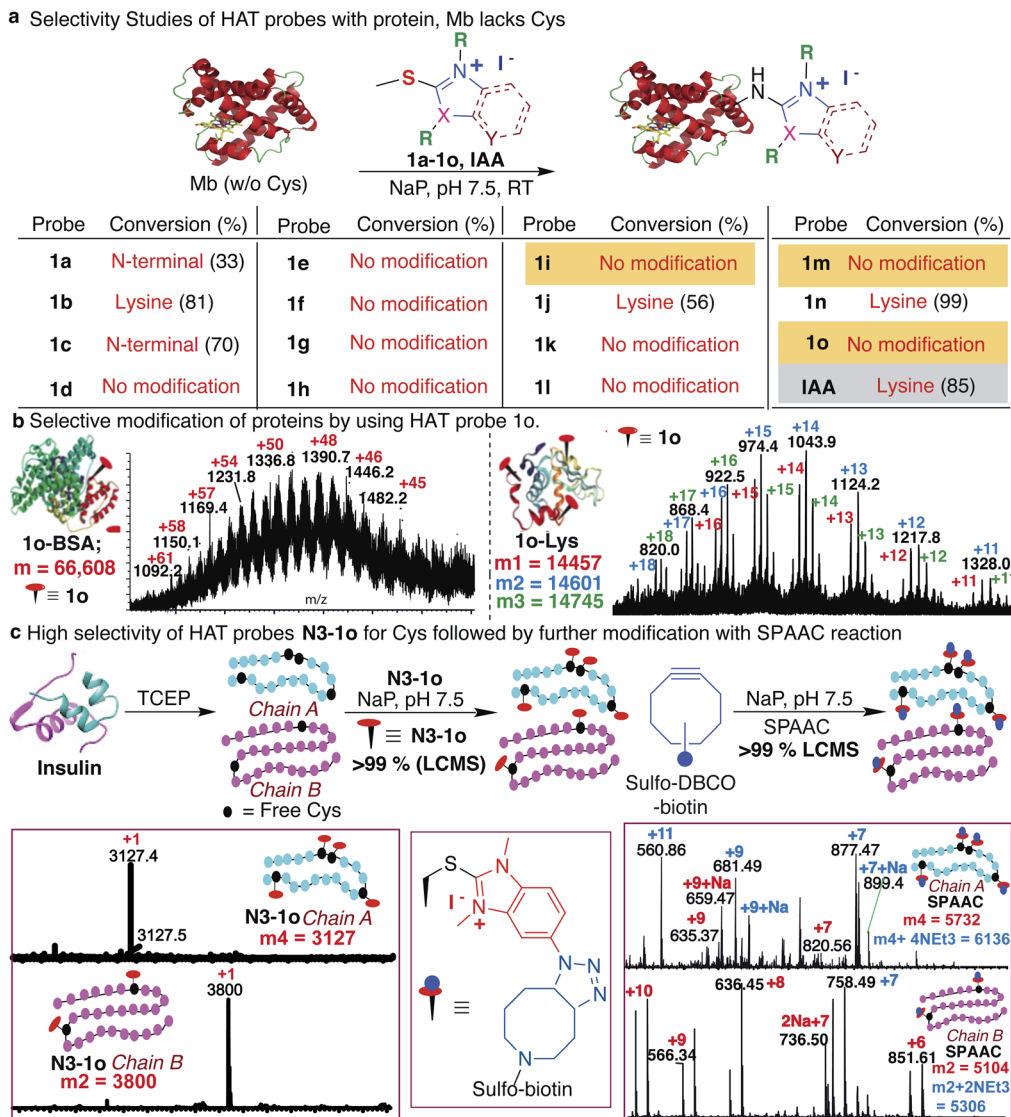 a Selectivity Studies of HAT probes with protein, Mb lacks Cys
R
S
N
+
I -
X
R
Y
H
N
R
N
+
I -
X
R
Y
Mb (w/o Cys)
1a-1o, IAA
NaP, pH 7.5, RT
Probe Conversion (%) Probe Conversion (%) Probe Conversion (%) Probe Conversion (%)
1a N-terminal (33) 1e No modification 1i No modification 1m No modification
1b Lysine (81) 1f No modification 1j Lysine (56) 1n Lysine (99)
1c N-terminal (70) 1g No modification 1k No modification 1o No modification
1d No modification 1h No modification 1l No modification IAA Lysine (85)
b Selective modification of proteins by using HAT probe 1o.
1o-BSA;
m = 66,608
≡ 1o
+61
1092.2
+58
1150.1
+57
1169.4
+54
1231.8
+50
1336.8
+48
1390.7
+46
1446.2
+45
1482.2
m/z
≡ 1o
1o-Lys
m1 = 14457
m2 = 14601
m3 = 14745
+18
+18
820.0
+17
+17
868.4
+16
+16
922.5
+16
+15
+15
974.4
+15
+14
+14
1043.9
+14
+13
+13
1124.2
+13
+12
+12
1217.8
+12
+11
+11
1328.0
+11
c High selectivity of HAT probes N3-1o for Cys followed by further modification with SPAAC reaction
Insulin
TCEP
Chain A
Chain B
● = Free Cys
N3-1o
NaP, pH 7.5
≡ N3-1o
>99 % (LCMS)
Sulfo-DBCO
-biotin
NaP, pH 7.5
SPAAC
>99 % LCMS
+1
3127.4
3127.5
N3-1o Chain A
m4 = 3127
+1
3800
N3-1o Chain B
m2 = 3800
S
N
I -
N
+
N
N
N
N
Sulfo-biotin
≡
+11
560.86
+9
635.37
+9+Na
659.47
+9
681.49
+9+Na
+7
820.56
+7
877.47
+7+Na
899.4
Chain A
SPAAC
m4 = 5732
m4+ 4NEt3 = 6136
+10
+9
566.34
636.45
+8
2Na+7
736.50
758.49
+7
+6
851.61
Chain B
SPAAC
m2 = 5104
m2+2NEt3
= 5306